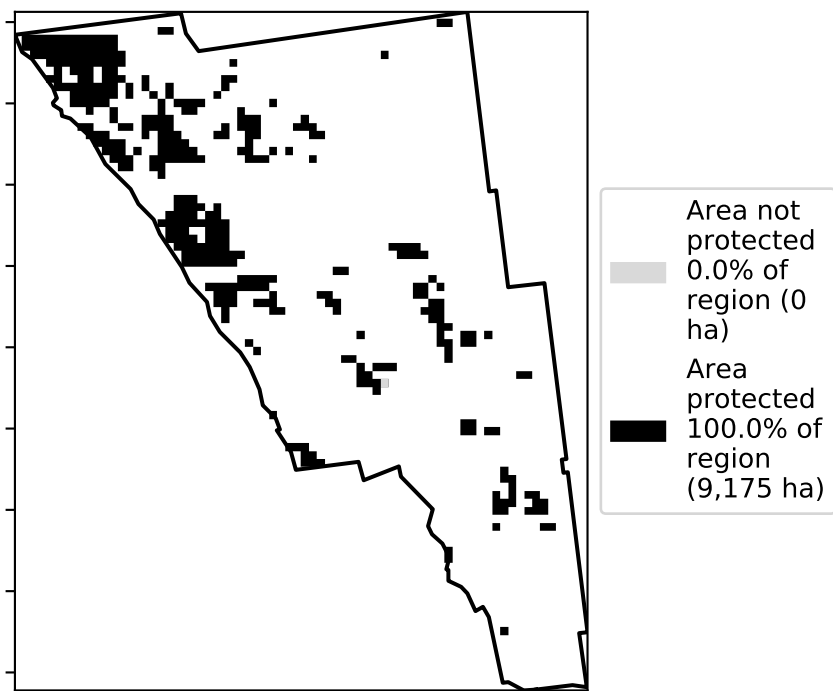 Area not
protected
0.0% of
region (0
ha)
Area
protected
100.0% of
region
(9,175 ha)